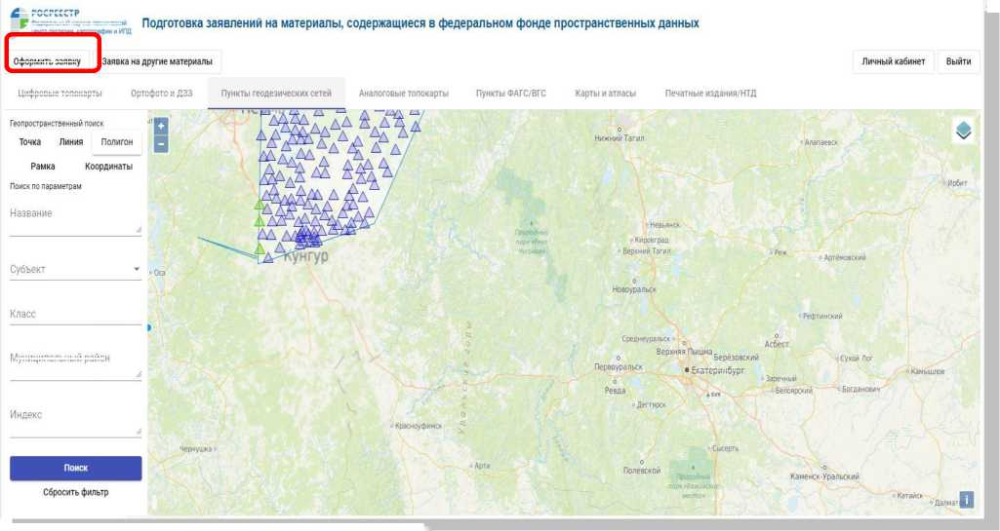 РОСРЕЕСТР
Подготовка заявлений на материалы, содержащиеся в федеральном фонде пространственных данных
Оформить заявку
Заявка на другие материалы
Личный кабинет
Выйти
Цифровые топокарты
Ортофото и ДЗЗ
Пункты геодезических сетей
Аналоговые топокарты
Пункты ФАГС/ВГС
Карты и атласы
Печатные издания/НТД
Геопространственный поиск
Точка
Линия
Полигон
Рамка
Координаты
Поиск по параметрам
Название
Субъект
Класс
Муниципальный район
Индекс
Поиск
Сбросить фильтр
+
−
Нижний Тагил
Алапаевск
Ирбит
Невьянск
Кировград
Верхний Тагил
Реж
Артёмовский
Кунгур
Оса
Новоуральск
Рефтинский
Среднеуральск
Асбест
Верхняя Пышма
Берёзовский
Сухой Лог
Первоуральск
Екатеринбург
Камышлов
Заречный
Ревда
Белоярский
Богданович
Дегтярск
Красноуфимск
Чернушка
Сысерть
Арти
Полевской
Каменск-Уральский
Катайск
Далмат
i